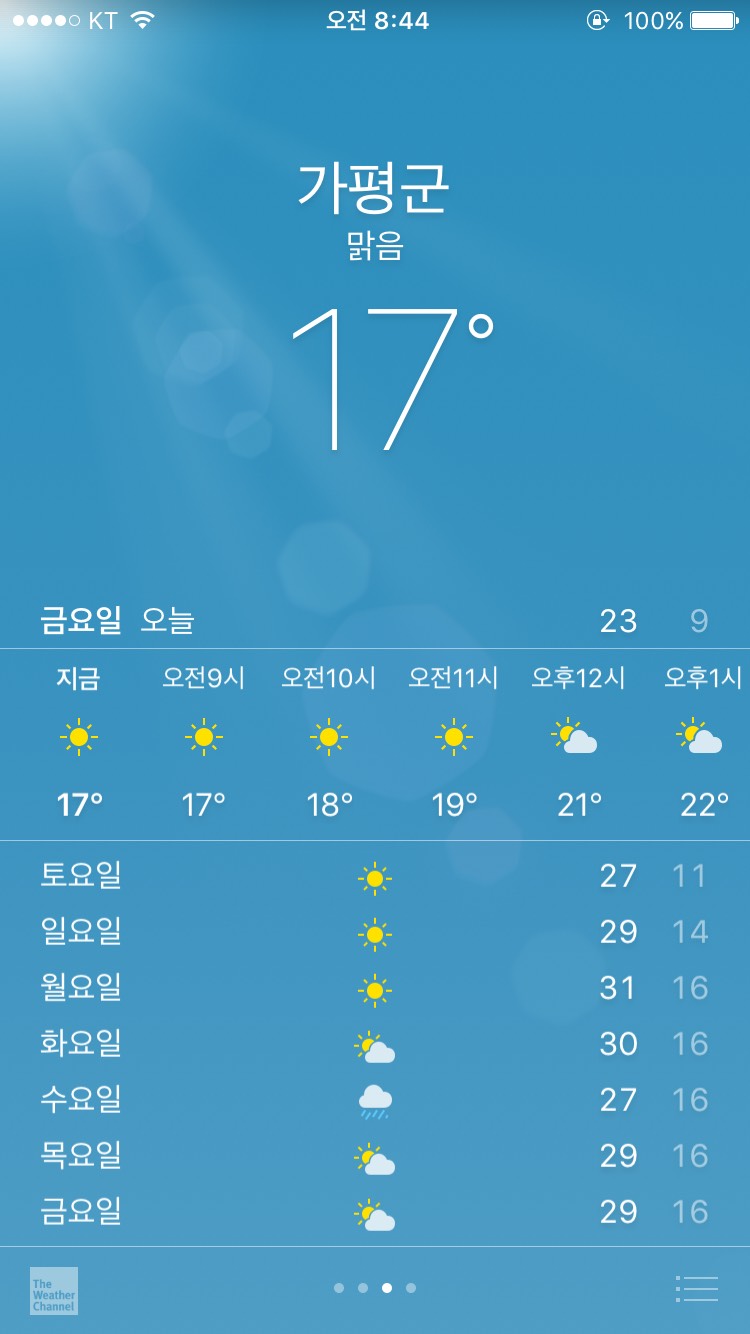 KT 오전 8:44 100%
가평군
맑음
17°
금요일 오늘 23 9
지금 오전9시 오전10시 오전11시 오후12시 오후1시
17° 17° 18° 19° 21° 22°
토요일 27 11
일요일 29 14
월요일 31 16
화요일 30 16
수요일 27 16
목요일 29 16
금요일 29 16
The
Weather
Channel